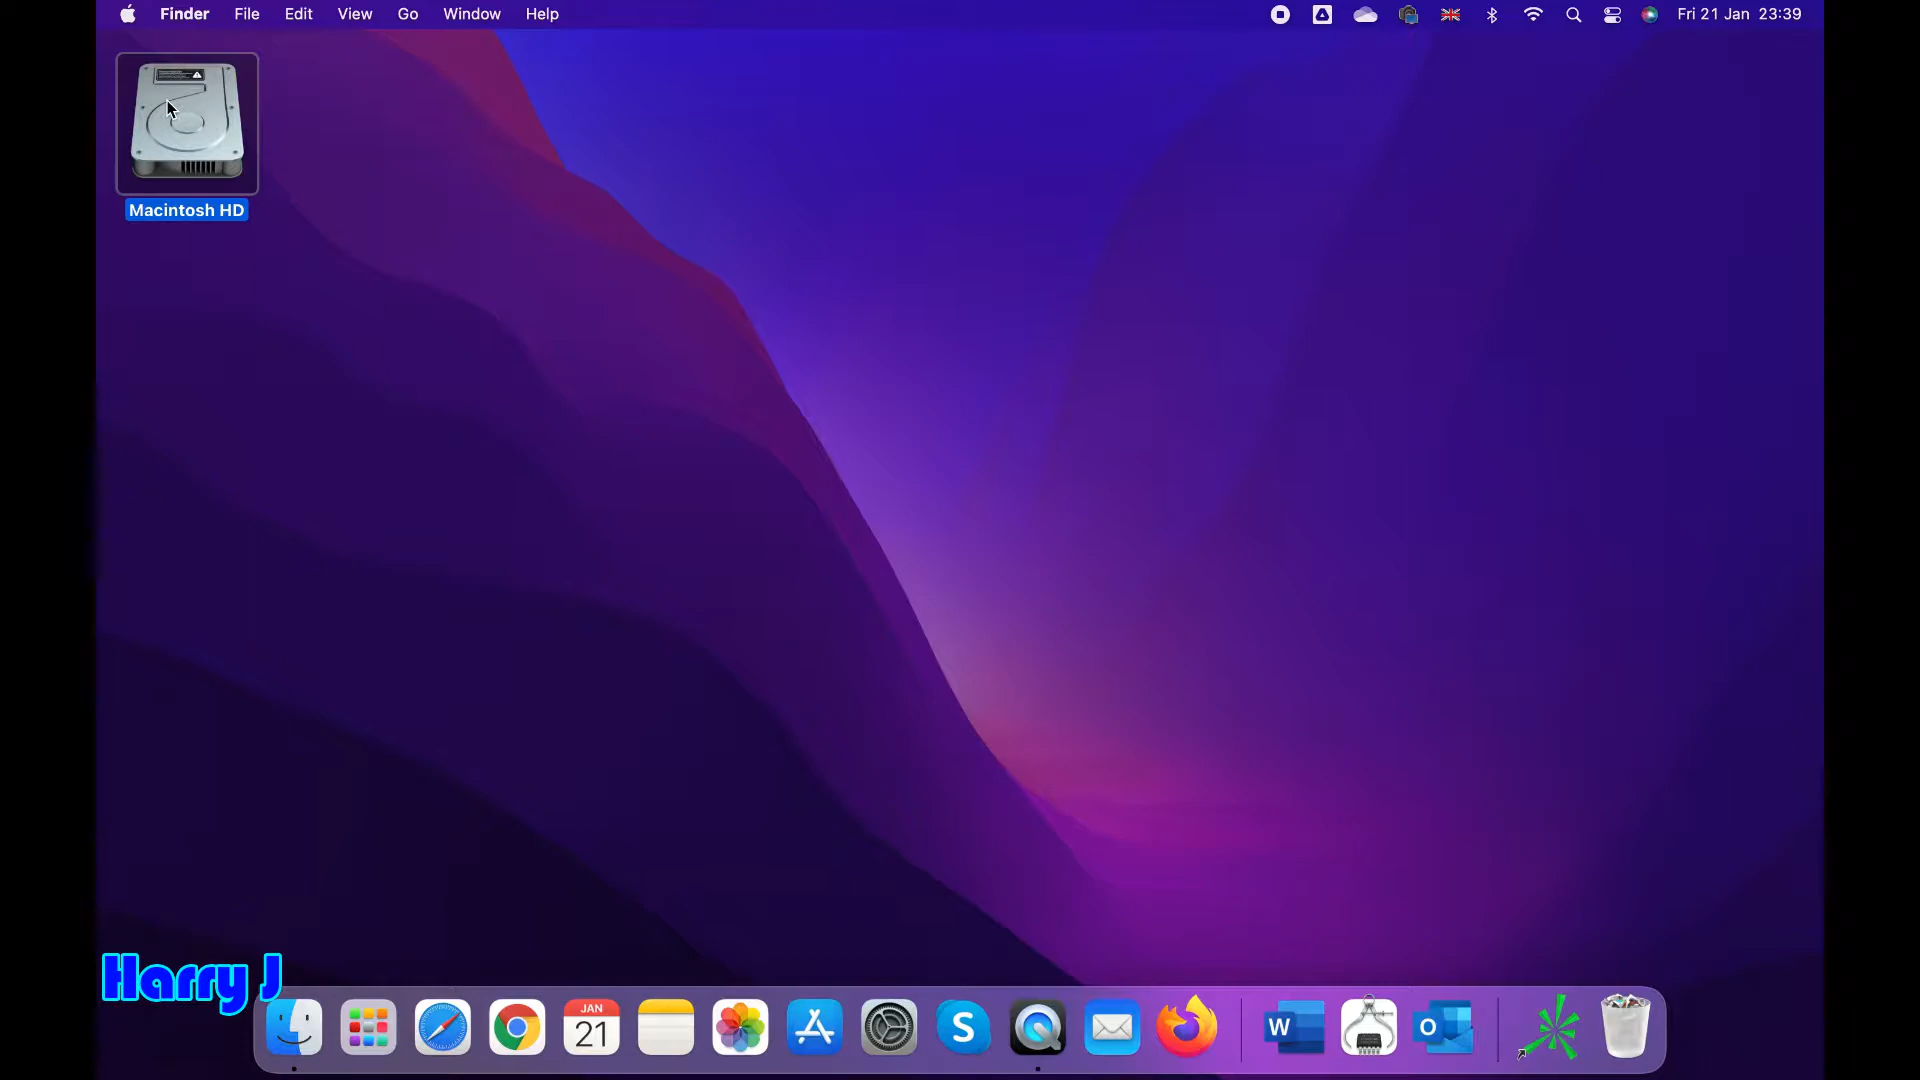 Finder File Edit View Go Window Help Fri 21 Jan 23:39
Macintosh HD
Harry J
JAN
21
S
W
O